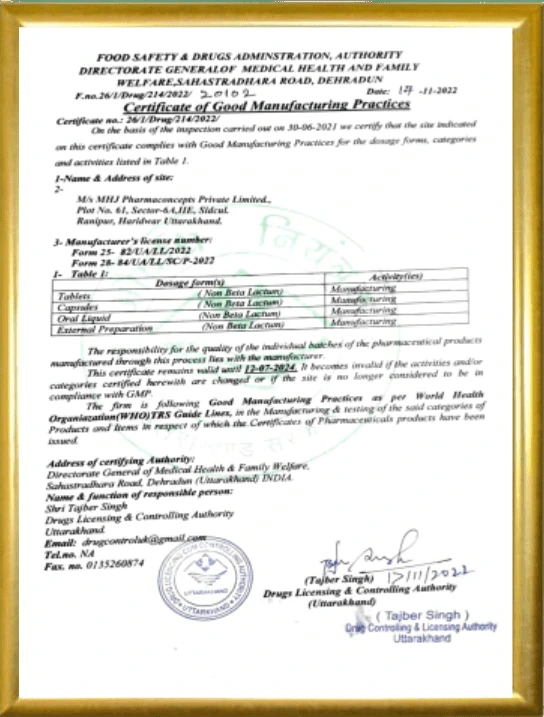 FOOD SAFETY & DRUGS ADMINSTRATION, AUTHORITY
DIRECTORATE GENERALOF MEDICAL HEALTH AND FAMILY
WELFARE,SAHASTRADHARA ROAD, DEHRADUN
F.no.26/1/Drug/214/2022/ 20102 Date: 17 -11-2022
Certificate of Good Manufacturing Practices
Certificate no.: 26/1/Drug/214/2022/
On the basis of the inspection carried out on 30-06-2021 we certify that the site indicated
on this certificate complies with Good Manufacturing Practices for the dosage forms, categories
and activities listed in Table 1.
1-Name & Address of site:
2-
M/s MHJ Pharmaconcepts Private Limited.,
Plot No. 61, Sector-6A,IIE, Sidcul.
Ranipur, Haridwar Uttarakhand.
3- Manufacturer's license number:
Form 25- 82/UA/LL/2022
Form 28- 84/UA/LL/SC/P-2022
1- Table 1:
Dosage form(s) Activity(ies)
Tablets ( Non Beta Lactum) Manufacturing
Capsules ( Non Beta Lactum) Manufacturing
Oral Liquid (Non Beta Lactum) Manufacturing
External Preparation (Non Beta Lactum) Manufacturing
The responsibility for the quality of the individual batches of the pharmaceutical products
manufactured through this process lies with the manufacturer.
This certificate remains valid until 12-07-2024. It becomes invalid if the activities and/or
categories certified herewith are changed or if the site is no longer considered to be in
compliance with GMP.
The firm is following Good Manufacturing Practices as per World Health
Organiazation(WHO)TRS Guide Lines, in the Manufacturing & testing of the said categories of
Products and Items in respect of which the Certificates of Pharmaceuticals products have been
issued.
Address of certifying Authority:
Directorate General of Medical Health & Family Welfare,
Sahastradhara Road, Dehradun (Uttarakhand) INDIA.
Name & function of responsible person:
Shri Tajber Singh
Drugs Licensing & Controlling Authority
Uttarakhand.
Email: drugcontroluk@gmail.com
Tel.no. NA
Fax. no. 0135260874
17/11/2022
(Tajber Singh)
Drugs Licensing & Controlling Authority
(Uttarakhand)
( Tajber Singh )
Drug Controlling & Licensing Authority
Uttarakhand
UTTARAKHAND